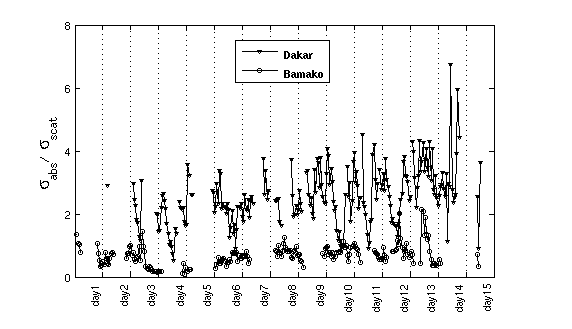 8
6
4
2
0
σabs/ σscat
Dakar
Bamako
day1
day2
day3
day4
day5
day6
day7
day8
day9
day10
day11
day12
day13
day14
day15